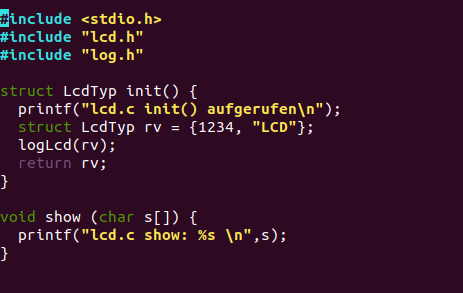 #include <stdio.h>
#include "lcd.h"
#include "log.h"
struct LcdTyp init() {
  printf("lcd.c init() aufgerufen\n");
  struct LcdTyp rv = {1234, "LCD"};
  logLcd(rv);
  return rv;
}
void show (char s[]) {
  printf("lcd.c show: %s \n",s);
}